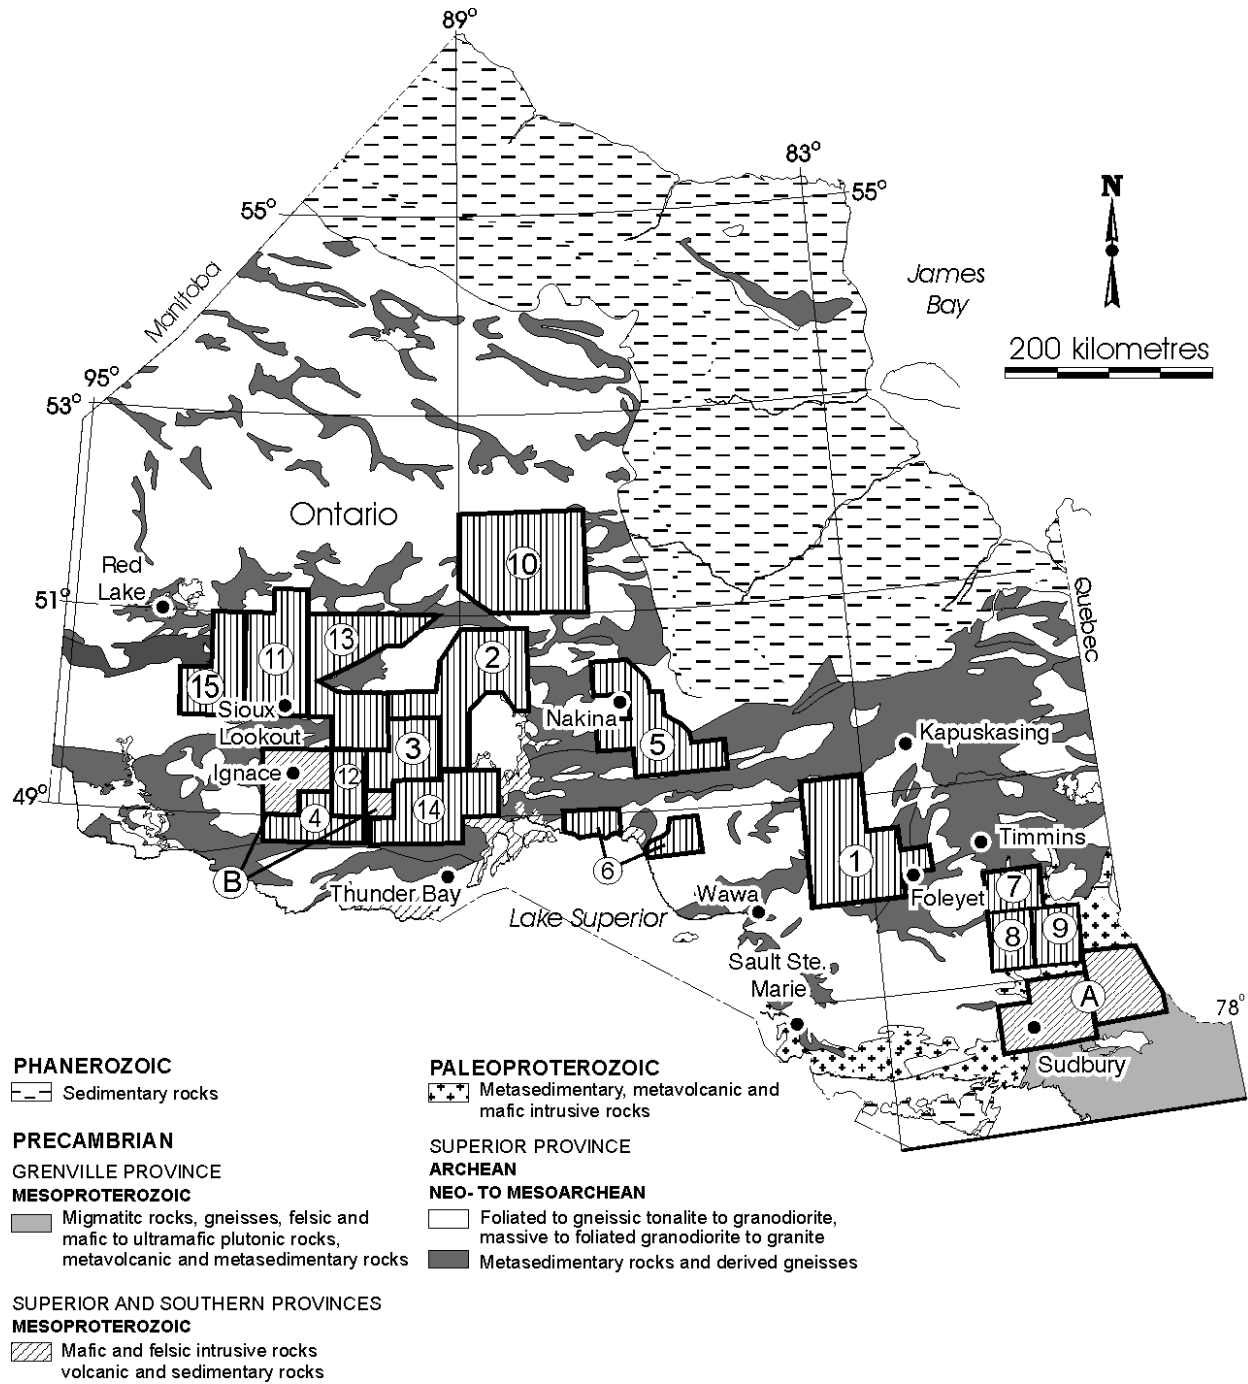 89°
83°
N
55°
55°
James
Bay
Manitoba
200 kilometres
95°
53°
Ontario
10
Red
Lake
51°
Quebec
13
11
2
15
Sioux
Lookout
Nakina
Kapuskasing
5
3
Ignace
12
49°
14
4
Timmins
1
6
B
7
Thunder Bay
Wawa
Foleyet
Lake Superior
8
9
Sault Ste.
Marie
A
78°
Sudbury
PHANEROZOIC
Sedimentary rocks
PRECAMBRIAN
GRENVILLE PROVINCE
MESOPROTEROZOIC
Migmatitc rocks, gneisses, felsic and
mafic to ultramafic plutonic rocks,
metavolcanic and metasedimentary rocks
SUPERIOR AND SOUTHERN PROVINCES
MESOPROTEROZOIC
Mafic and felsic intrusive rocks
volcanic and sedimentary rocks
PALEOPROTEROZOIC
Metasedimentary, metavolcanic and
mafic intrusive rocks
SUPERIOR PROVINCE
ARCHEAN
NEO- TO MESOARCHEAN
Foliated to gneissic tonalite to granodiorite,
massive to foliated granodiorite to granite
Metasedimentary rocks and derived gneisses